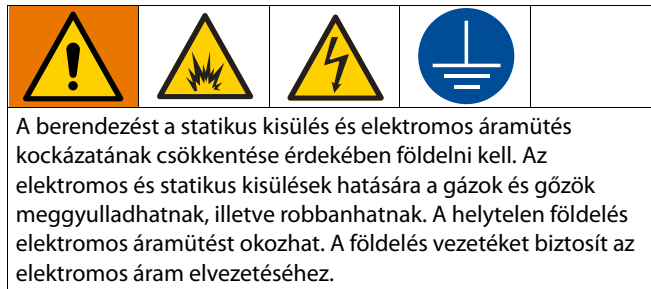 A berendezést a statikus kisülés és elektromos áramütés
kockázatának csökkentése érdekében földelni kell. Az
elektromos és statikus kisülések hatására a gázok és gőzök
meggyulladhatnak, illetve robbanhatnak. A helytelen földelés
elektromos áramütést okozhat. A földelés vezetéket biztosít az
elektromos áram elvezetéséhez.